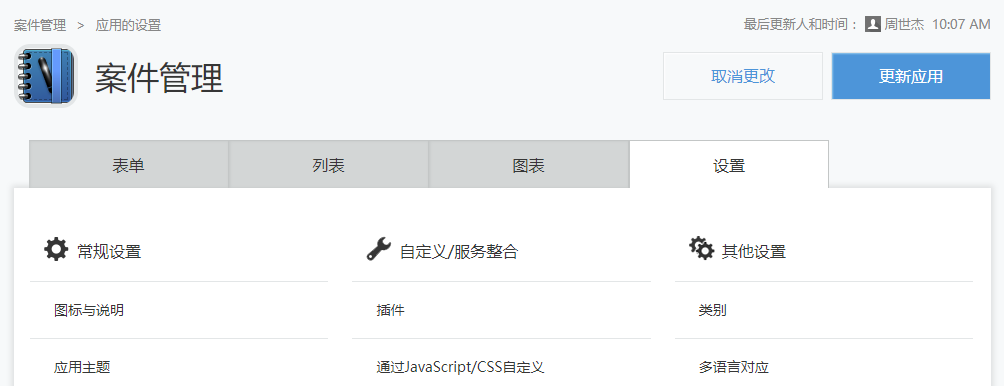 案件管理 > 应用的设置
最后更新人和时间： 周世杰 10:07 AM
案件管理
取消更改
更新应用
表单
列表
图表
设置
常规设置
自定义/服务整合
其他设置
图标与说明
插件
类别
应用主题
通过JavaScript/CSS自定义
多语言对应